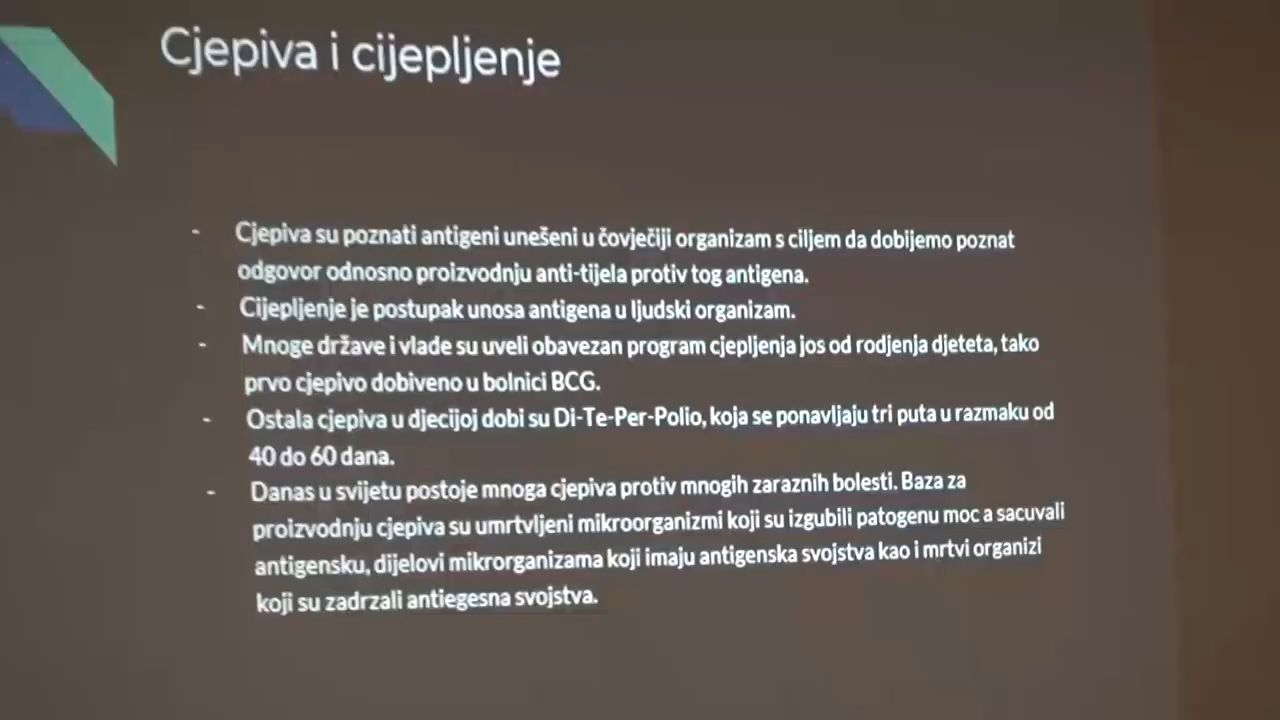 Cjepiva i cijepljenje
- Cjepiva su poznati antigeni unešeni u čovječiji organizam s ciljem da dobijemo poznat
odgovor odnosno proizvodnju anti-tijela protiv tog antigena.
- Cijepljenje je postupak unosa antigena u ljudski organizam.
- Mnoge države i vlade su uveli obavezan program cjepljenja jos od rodjenja djeteta, tako
prvo cjepivo dobiveno u bolnici BCG.
- Ostala cjepiva u djecijoj dobi su Di-Te-Per-Polio, koja se ponavljaju tri puta u razmaku od
40 do 60 dana.
- Danas u svijetu postoje mnoga cjepiva protiv mnogih zaraznih bolesti. Baza za
proizvodnju cjepiva su umrtvljeni mikroorganizmi koji su izgubili patogenu moc a sacuvali
antigensku, dijelovi mikrorganizama koji imaju antigenska svojstva kao i mrtvi organizi
koji su zadrzali antiegesna svojstva.